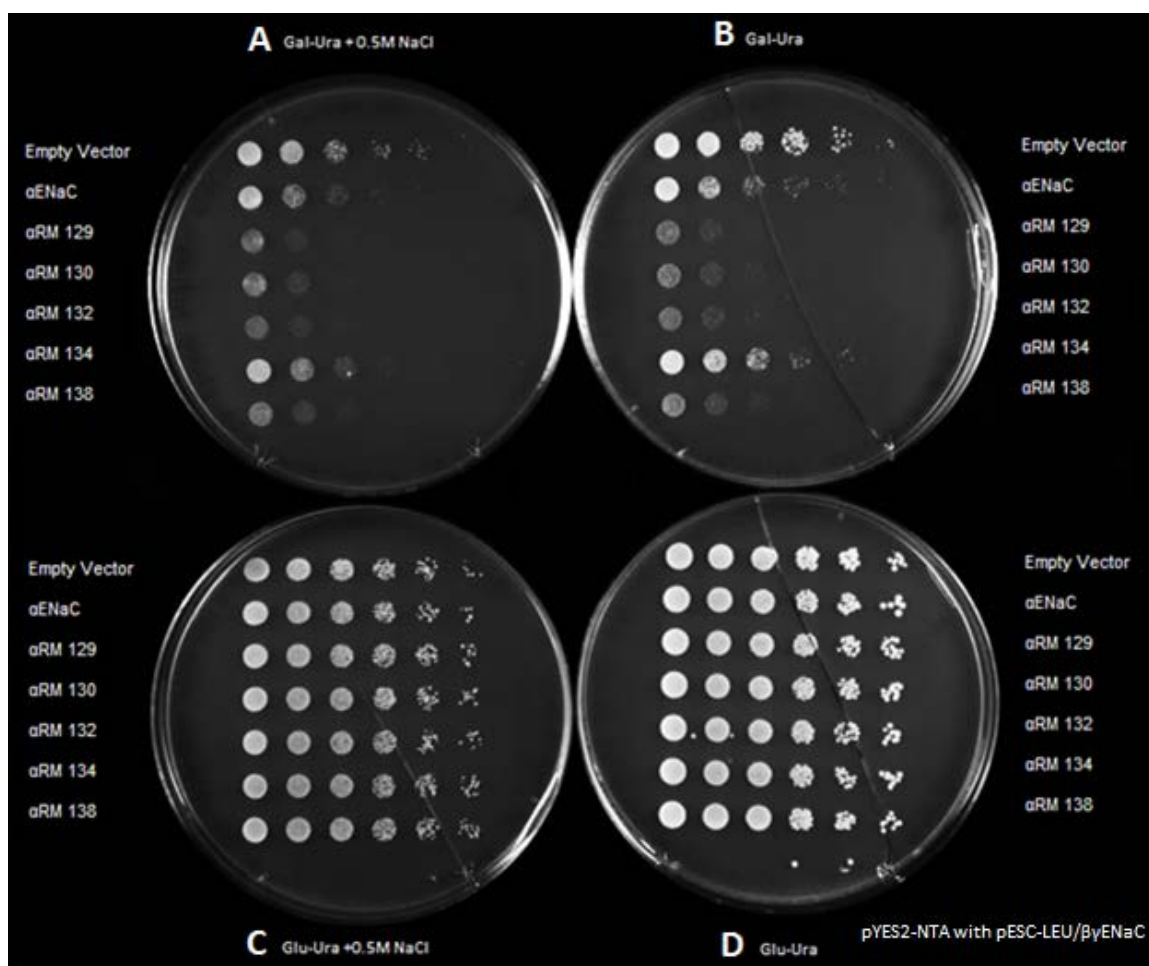 A Gal-Ura + 0.5M NaCl
B Gal-Ura
Empty Vector
αENaC
αRM 129
αRM 130
αRM 132
αRM 134
αRM 138
Empty Vector
αENaC
αRM 129
αRM 130
αRM 132
αRM 134
αRM 138
Empty Vector
αENaC
αRM 129
αRM 130
αRM 132
αRM 134
αRM 138
Empty Vector
αENaC
αRM 129
αRM 130
αRM 132
αRM 134
αRM 138
C Glu-Ura +0.5M NaCl
D Glu-Ura
pYES2-NTA with pESC-LEU/βγENaC